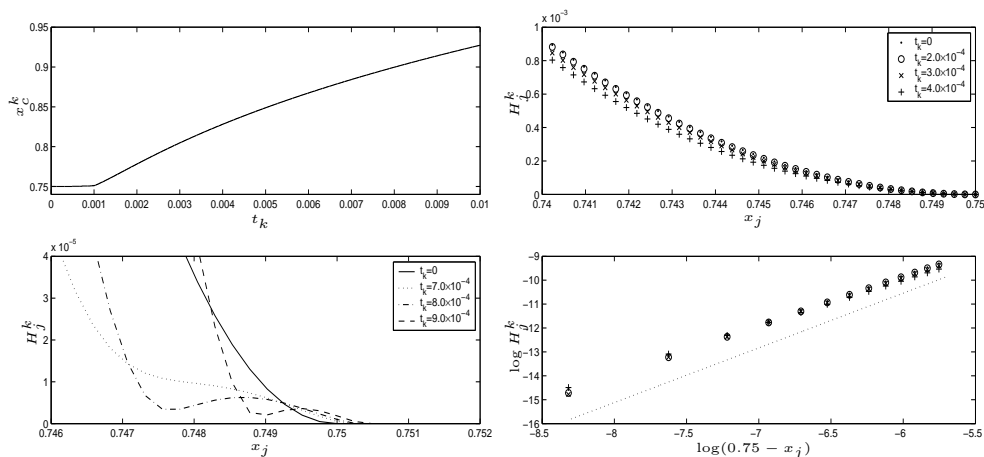 0.95
0.85
0.75
x_c^k
0 0.001 0.002 0.003 0.004 0.005 0.006 0.007 0.008 0.009 0.01
t_k
x 10^-3
1
0.8
0.6
0.4
0.2
0
H_j^k
0.74 0.741 0.742 0.743 0.744 0.745 0.746 0.747 0.748 0.749 0.75
x_j
t_k=0
t_k=2.0×10^-4
t_k=3.0×10^-4
t_k=4.0×10^-4
x 10^-5
4
3
2
1
0
H_j^k
0.746 0.747 0.748 0.749 0.75 0.751 0.752
x_j
t_k=0
t_k=7.0×10^-4
t_k=8.0×10^-4
t_k=9.0×10^-4
-9
-10
-11
-12
-13
-14
-15
-16
log H_j^k
-8.5 -8 -7.5 -7 -6.5 -6 -5.5
log(0.75 − x_j)